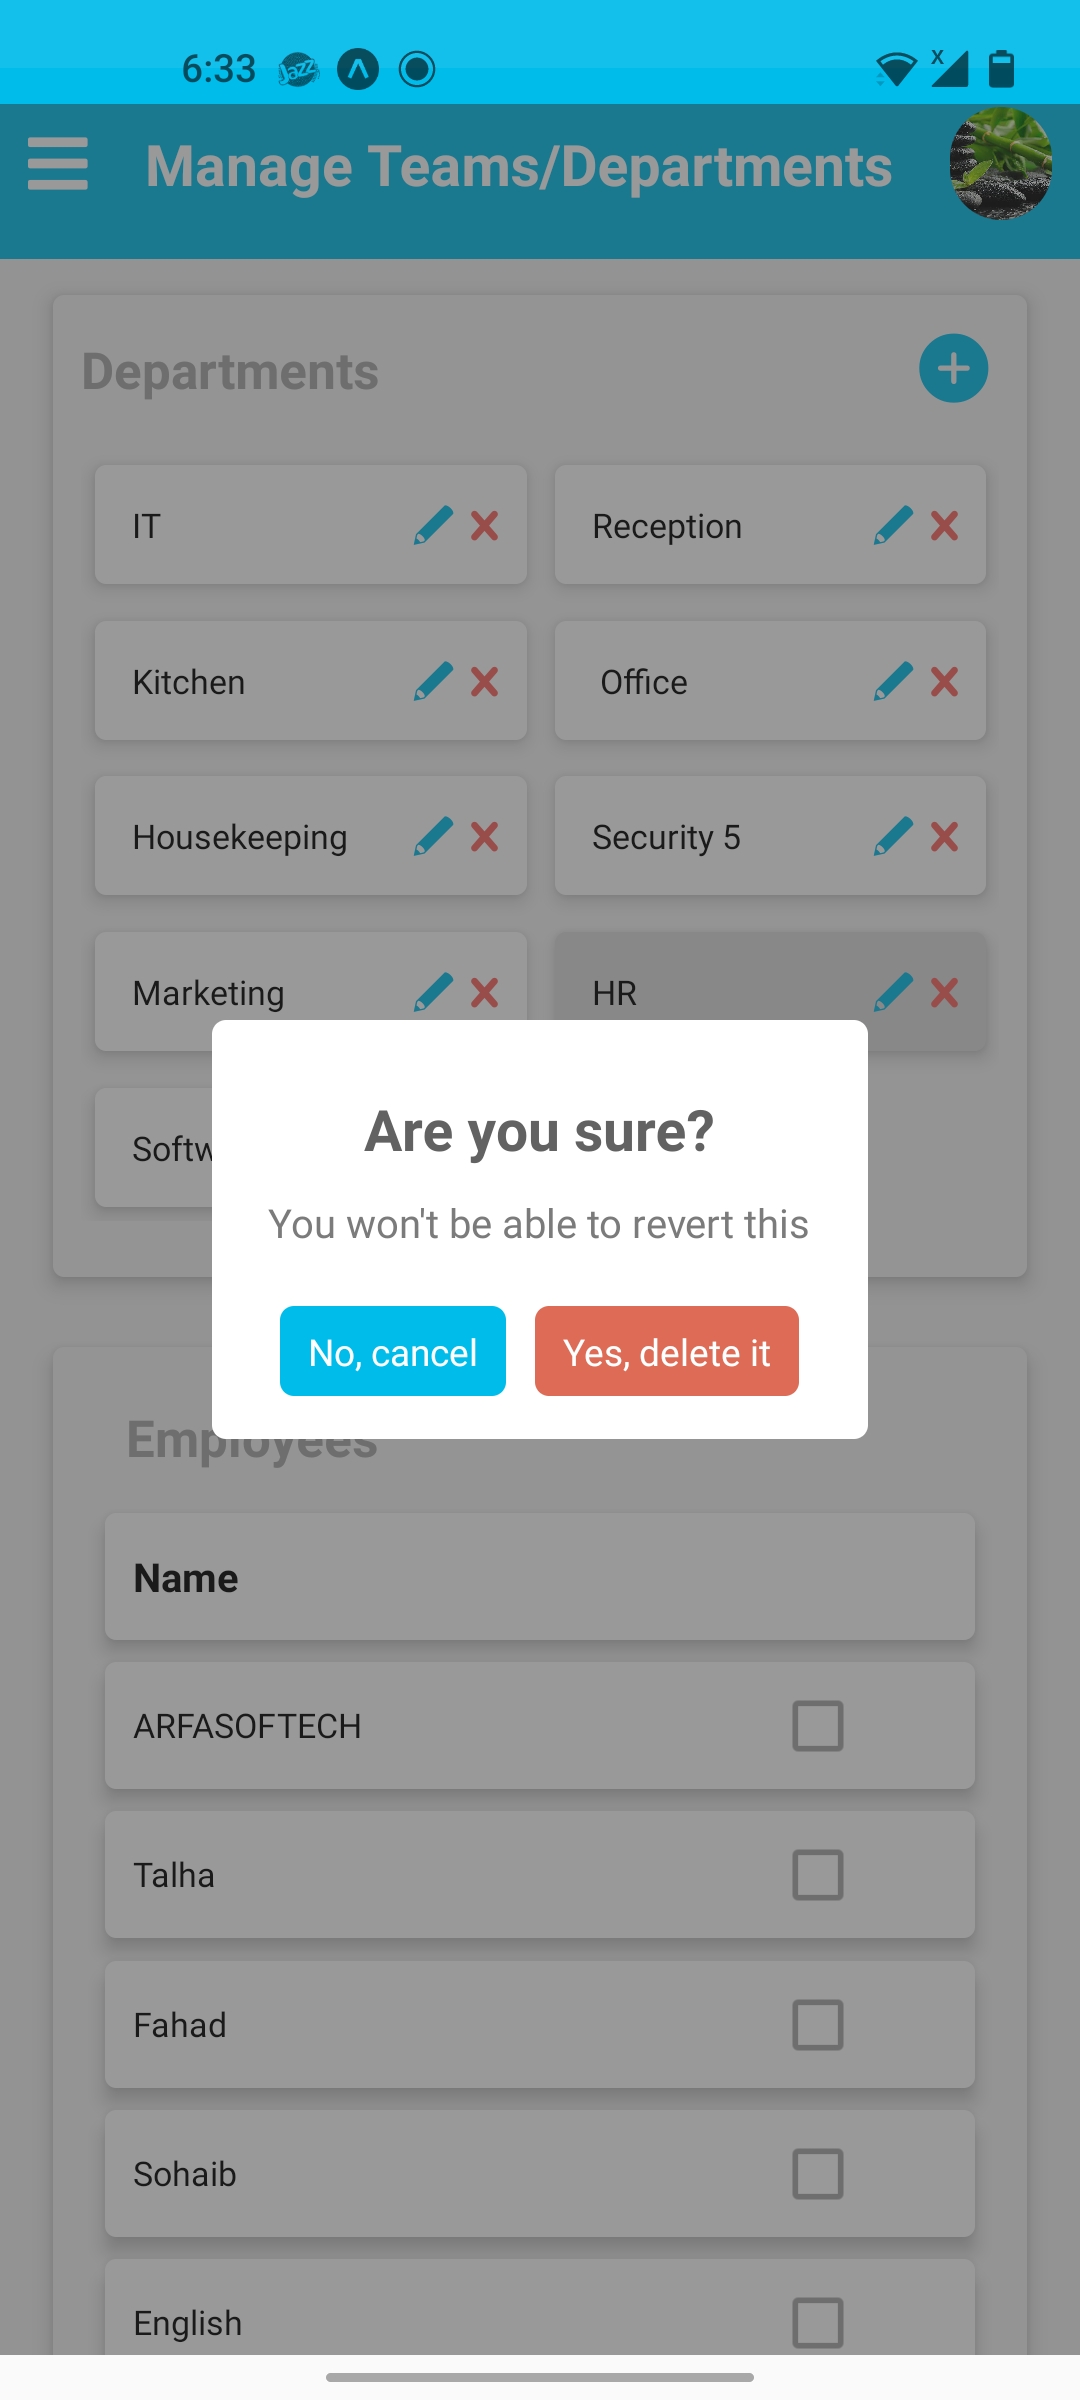 6:33 Jazz X
Manage Teams/Departments
Departments
IT
Reception
Kitchen
Office
Housekeeping
Security 5
Marketing
HR
Are you sure?
You won't be able to revert this
No, cancel
Yes, delete it
Employees
Name
ARFASOFTECH
Talha
Fahad
Sohaib
English